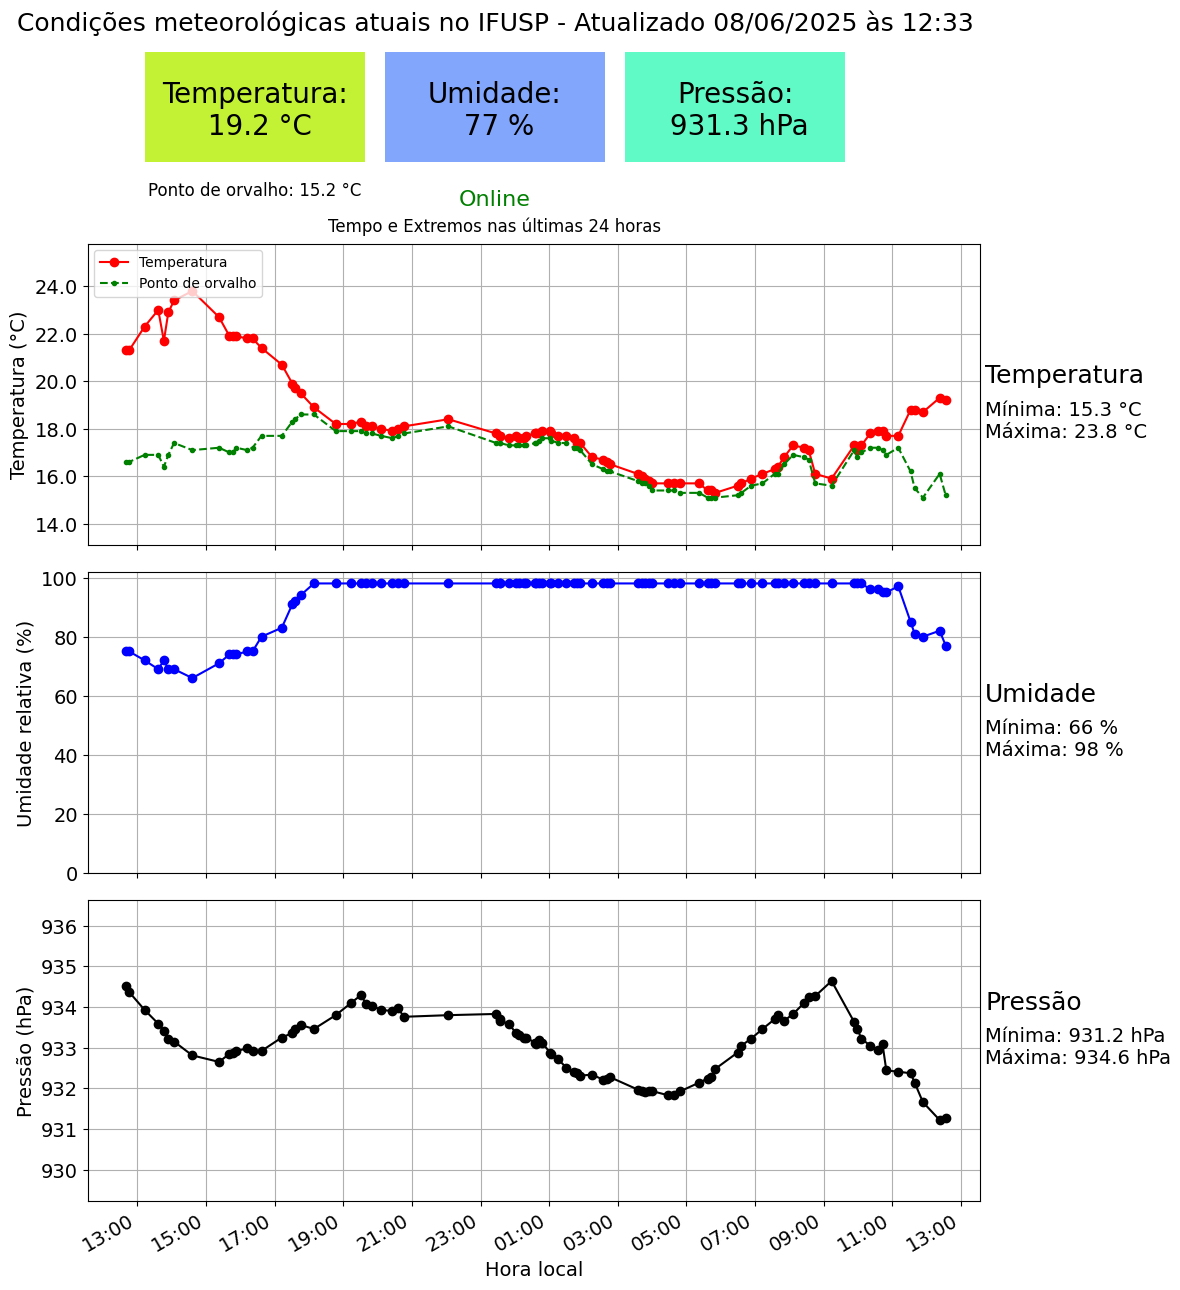 Condições meteorológicas atuais no IFUSP - Atualizado 08/06/2025 às 12:33
Temperatura:
19.2 °C
Umidade:
77 %
Pressão:
931.3 hPa
Ponto de orvalho: 15.2 °C
Online
Tempo e Extremos nas últimas 24 horas
Temperatura
Ponto de orvalho
Temperatura (°C)
24.0
22.0
20.0
18.0
16.0
14.0
Temperatura
Mínima: 15.3 °C
Máxima: 23.8 °C
Umidade relativa (%)
100
80
60
40
20
0
Umidade
Mínima: 66 %
Máxima: 98 %
Pressão (hPa)
936
935
934
933
932
931
930
Pressão
Mínima: 931.2 hPa
Máxima: 934.6 hPa
13:00
15:00
17:00
19:00
21:00
23:00
01:00
03:00
05:00
07:00
09:00
11:00
13:00
Hora local